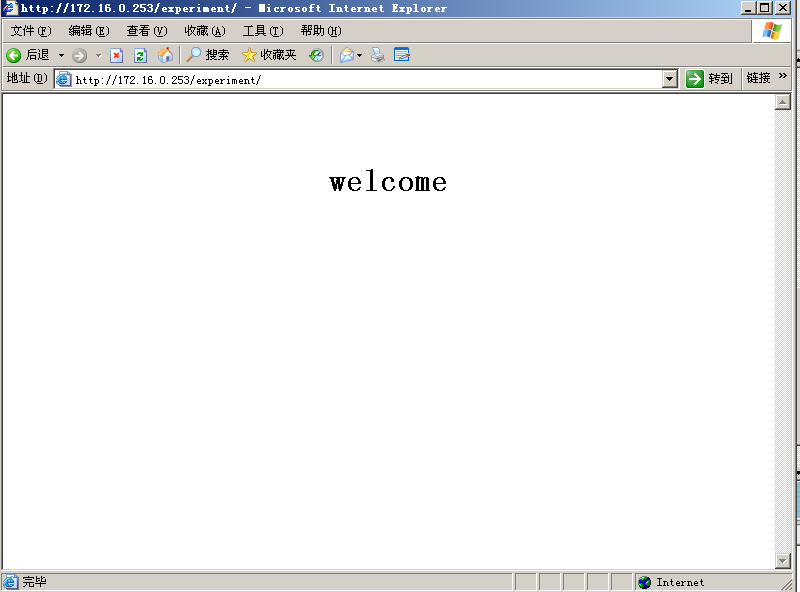 http://172.16.0.253/experiment/ - Microsoft Internet Explorer
文件(F) 编辑(E) 查看(V) 收藏(A) 工具(T) 帮助(H)
后退 搜索 收藏夹
地址(D) http://172.16.0.253/experiment/ 转到 链接 »
welcome
完毕 Internet